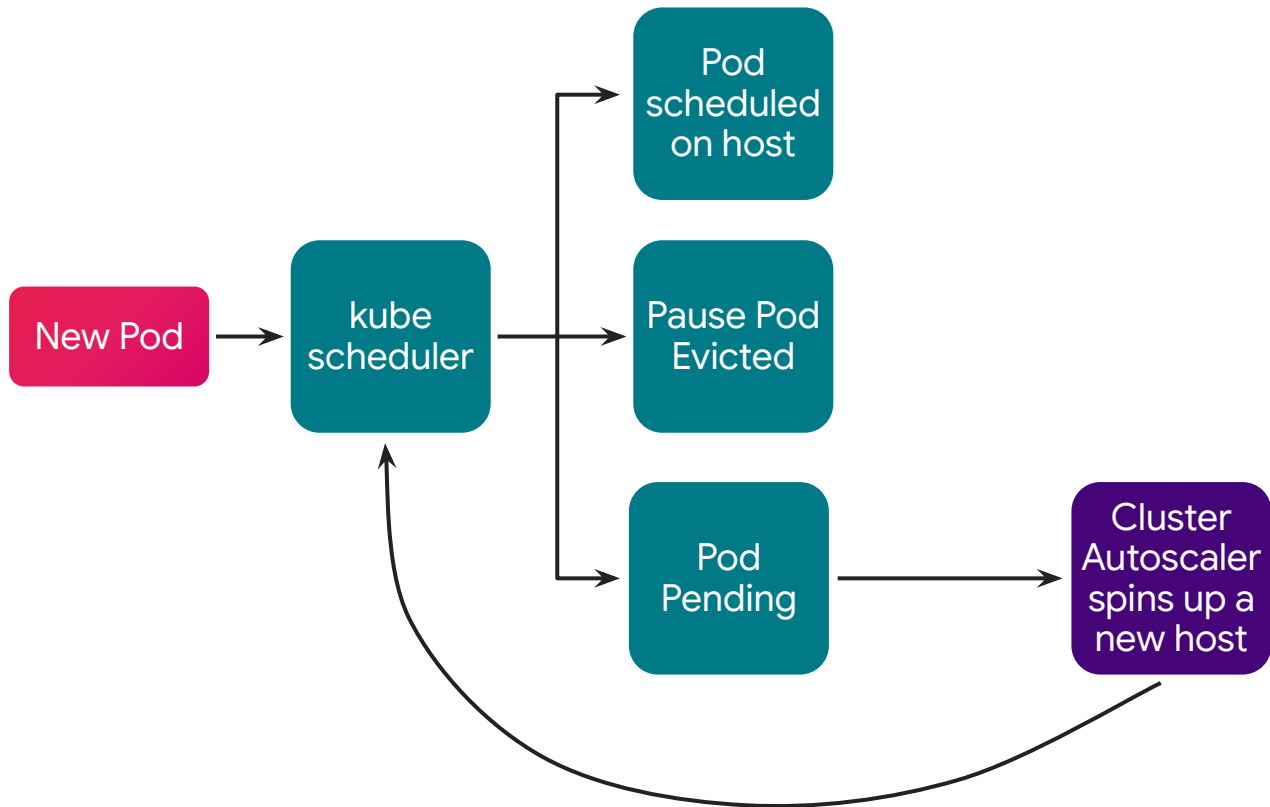 New Pod
kube
scheduler
Pod
scheduled
on host
Pause Pod
Evicted
Pod
Pending
Cluster
Autoscaler
spins up a
new host